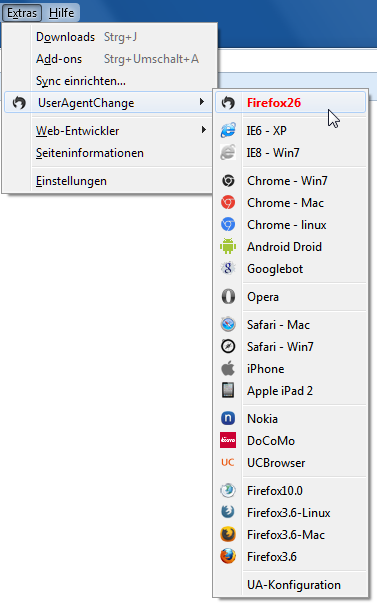 Extras Hilfe
Downloads Strg+J
Add-ons Strg+Umschalt+A
Sync einrichten...
UserAgentChange
Web-Entwickler
Seiteninformationen
Einstellungen
Firefox26
IE6 - XP
IE8 - Win7
Chrome - Win7
Chrome - Mac
Chrome - linux
Android Droid
Googlebot
Opera
Safari - Mac
Safari - Win7
iPhone
Apple iPad 2
n Nokia
DoCoMo
UC UCBrowser
Firefox10.0
Firefox3.6-Linux
Firefox3.6-Mac
Firefox3.6
UA-Konfiguration